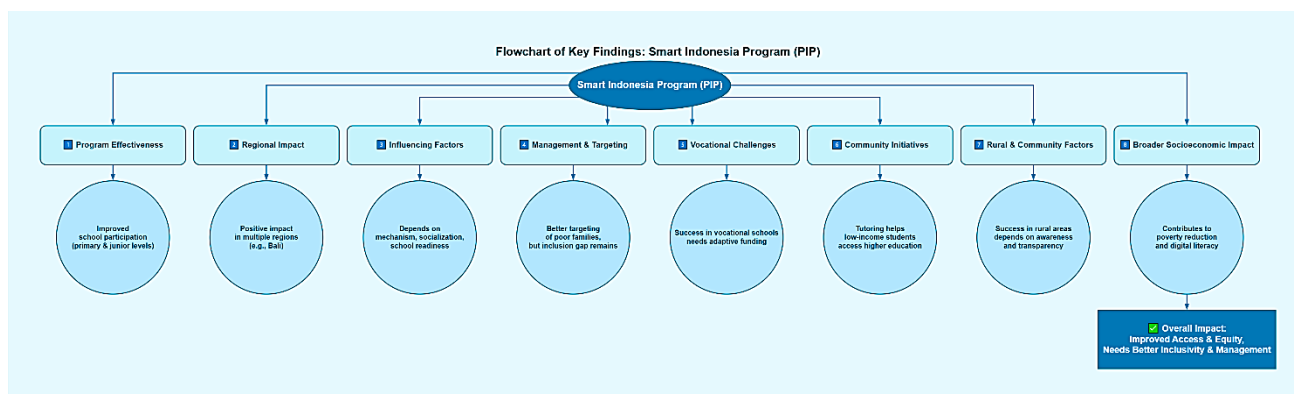 Flowchart of Key Findings: Smart Indonesia Program (PIP)
Smart Indonesia Program (PIP)
1 Program Effectiveness
2 Regional Impact
3 Influencing Factors
4 Management & Targeting
5 Vocational Challenges
6 Community Initiatives
7 Rural & Community Factors
8 Broader Socioeconomic Impact
Improved
school participation
(primary & junior levels)
Positive impact
in multiple regions
(e.g., Bali)
Depends on
mechanism, socialization,
school readiness
Better targeting
of poor families,
but inclusion gap remains
Success in vocational schools
needs adaptive funding
Tutoring helps
low-income students
access higher education
Success in rural areas
depends on awareness
and transparency
Contributes to
poverty reduction
and digital literacy
✅ Overall Impact:
Improved Access & Equity,
Needs Better Inclusivity & Management